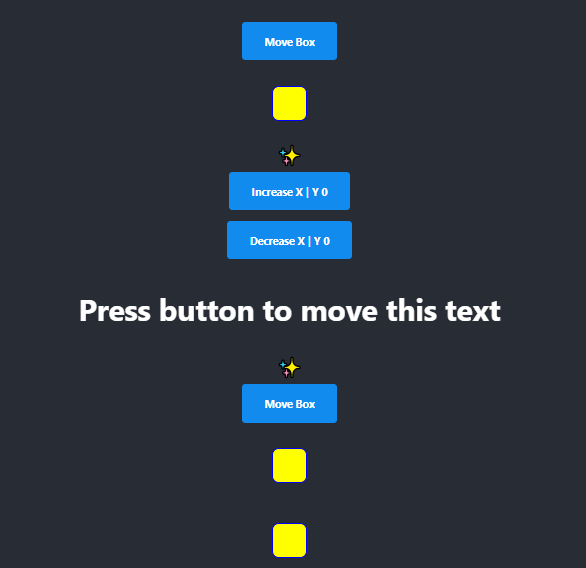 Move Box
Increase X | Y 0
Decrease X | Y 0
Press button to move this text
Move Box